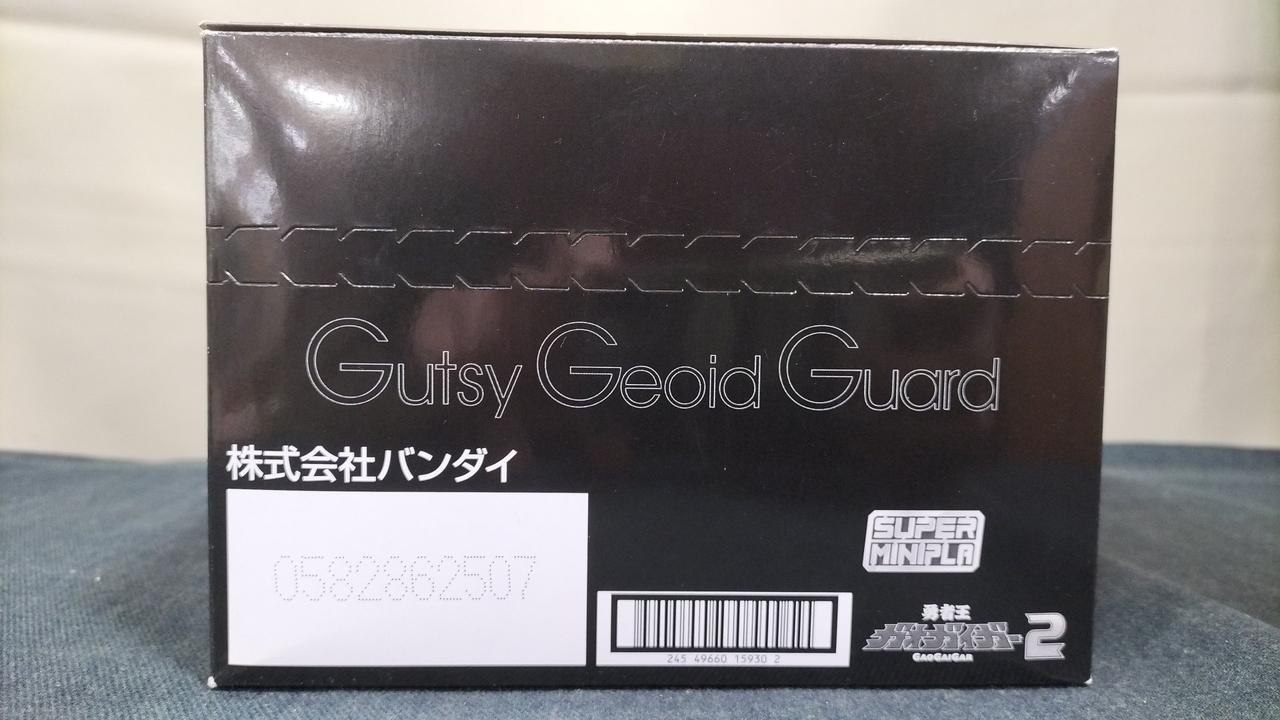 Gutsy Geoid Guard
株式会社バンダイ
0582862507
SUPER
MINIPLA
245 49660 15930 2
勇者王
ガオガイガー2
GAOGAIGAR